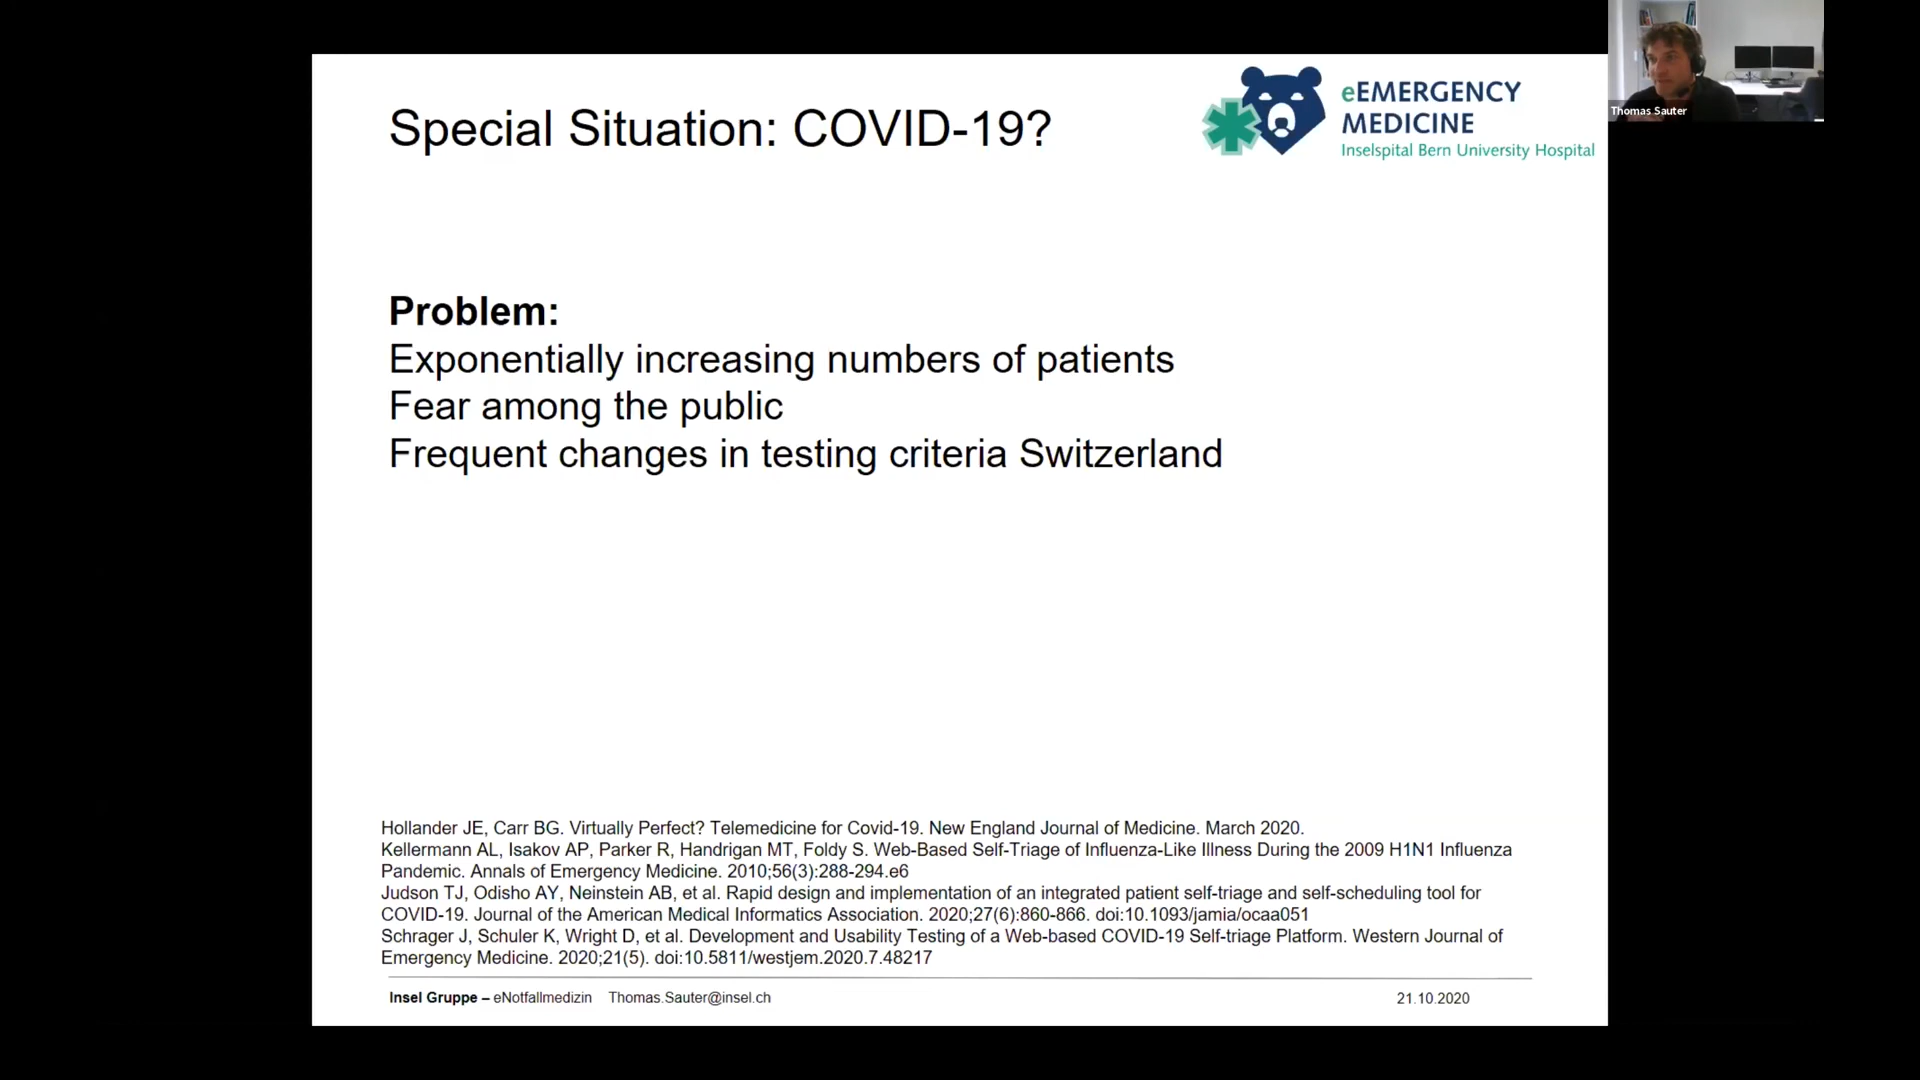 Special Situation: COVID-19?
eEMERGENCY
MEDICINE
Inselspital Bern University Hospital
Thomas Sauter
Problem:
Exponentially increasing numbers of patients
Fear among the public
Frequent changes in testing criteria Switzerland
Hollander JE, Carr BG. Virtually Perfect? Telemedicine for Covid-19. New England Journal of Medicine. March 2020.
Kellermann AL, Isakov AP, Parker R, Handrigan MT, Foldy S. Web-Based Self-Triage of Influenza-Like Illness During the 2009 H1N1 Influenza
Pandemic. Annals of Emergency Medicine. 2010;56(3):288-294.e6
Judson TJ, Odisho AY, Neinstein AB, et al. Rapid design and implementation of an integrated patient self-triage and self-scheduling tool for
COVID-19. Journal of the American Medical Informatics Association. 2020;27(6):860-866. doi:10.1093/jamia/ocaa051
Schrager J, Schuler K, Wright D, et al. Development and Usability Testing of a Web-based COVID-19 Self-triage Platform. Western Journal of
Emergency Medicine. 2020;21(5). doi:10.5811/westjem.2020.7.48217
Insel Gruppe – eNotfallmedizin Thomas.Sauter@insel.ch 21.10.2020